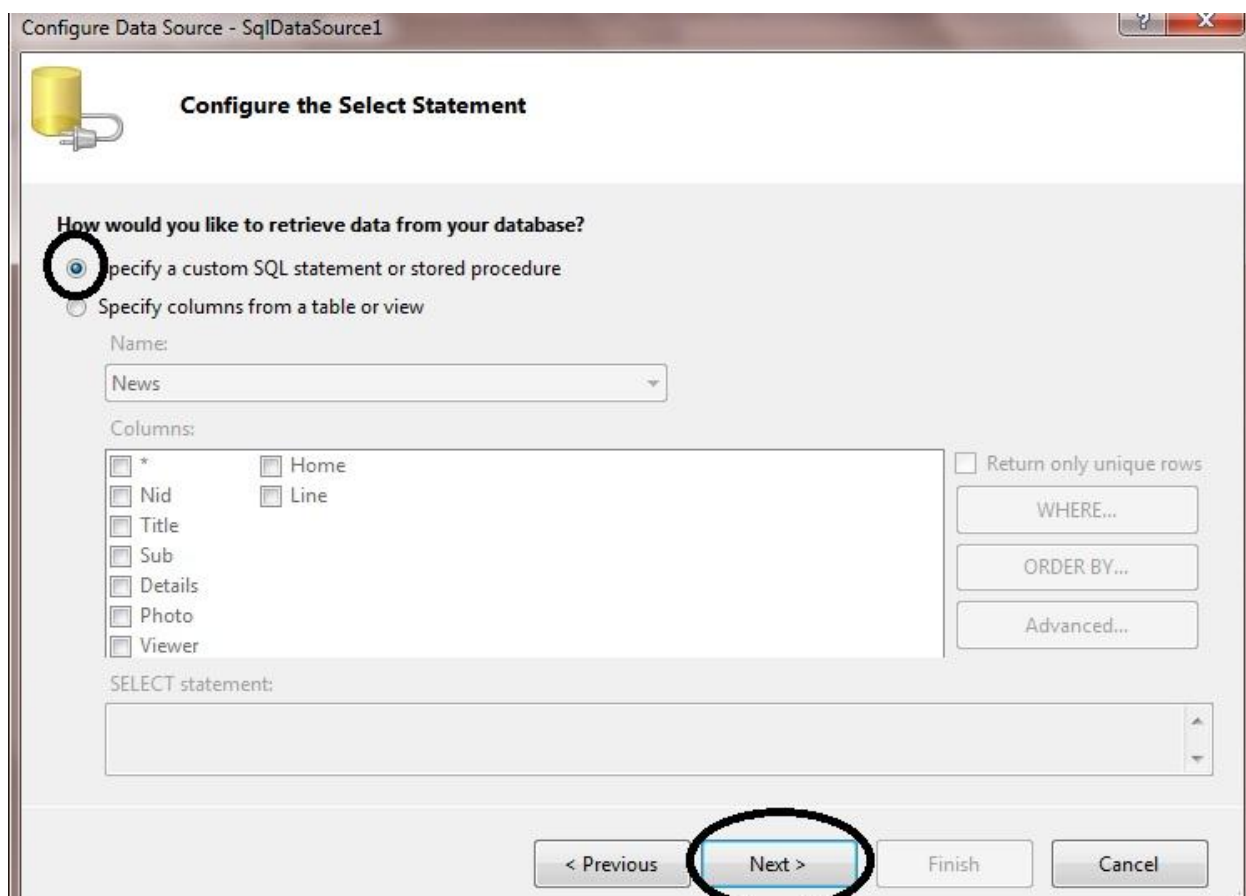 Configure Data Source - SqlDataSource1
?
X
Configure the Select Statement
How would you like to retrieve data from your database?
pecify a custom SQL statement or stored procedure
Specify columns from a table or view
Name:
News
Columns:
*
Home
Nid
Line
Title
Sub
Details
Photo
Viewer
Return only unique rows
WHERE...
ORDER BY...
Advanced...
SELECT statement:
< Previous
Next >
Finish
Cancel